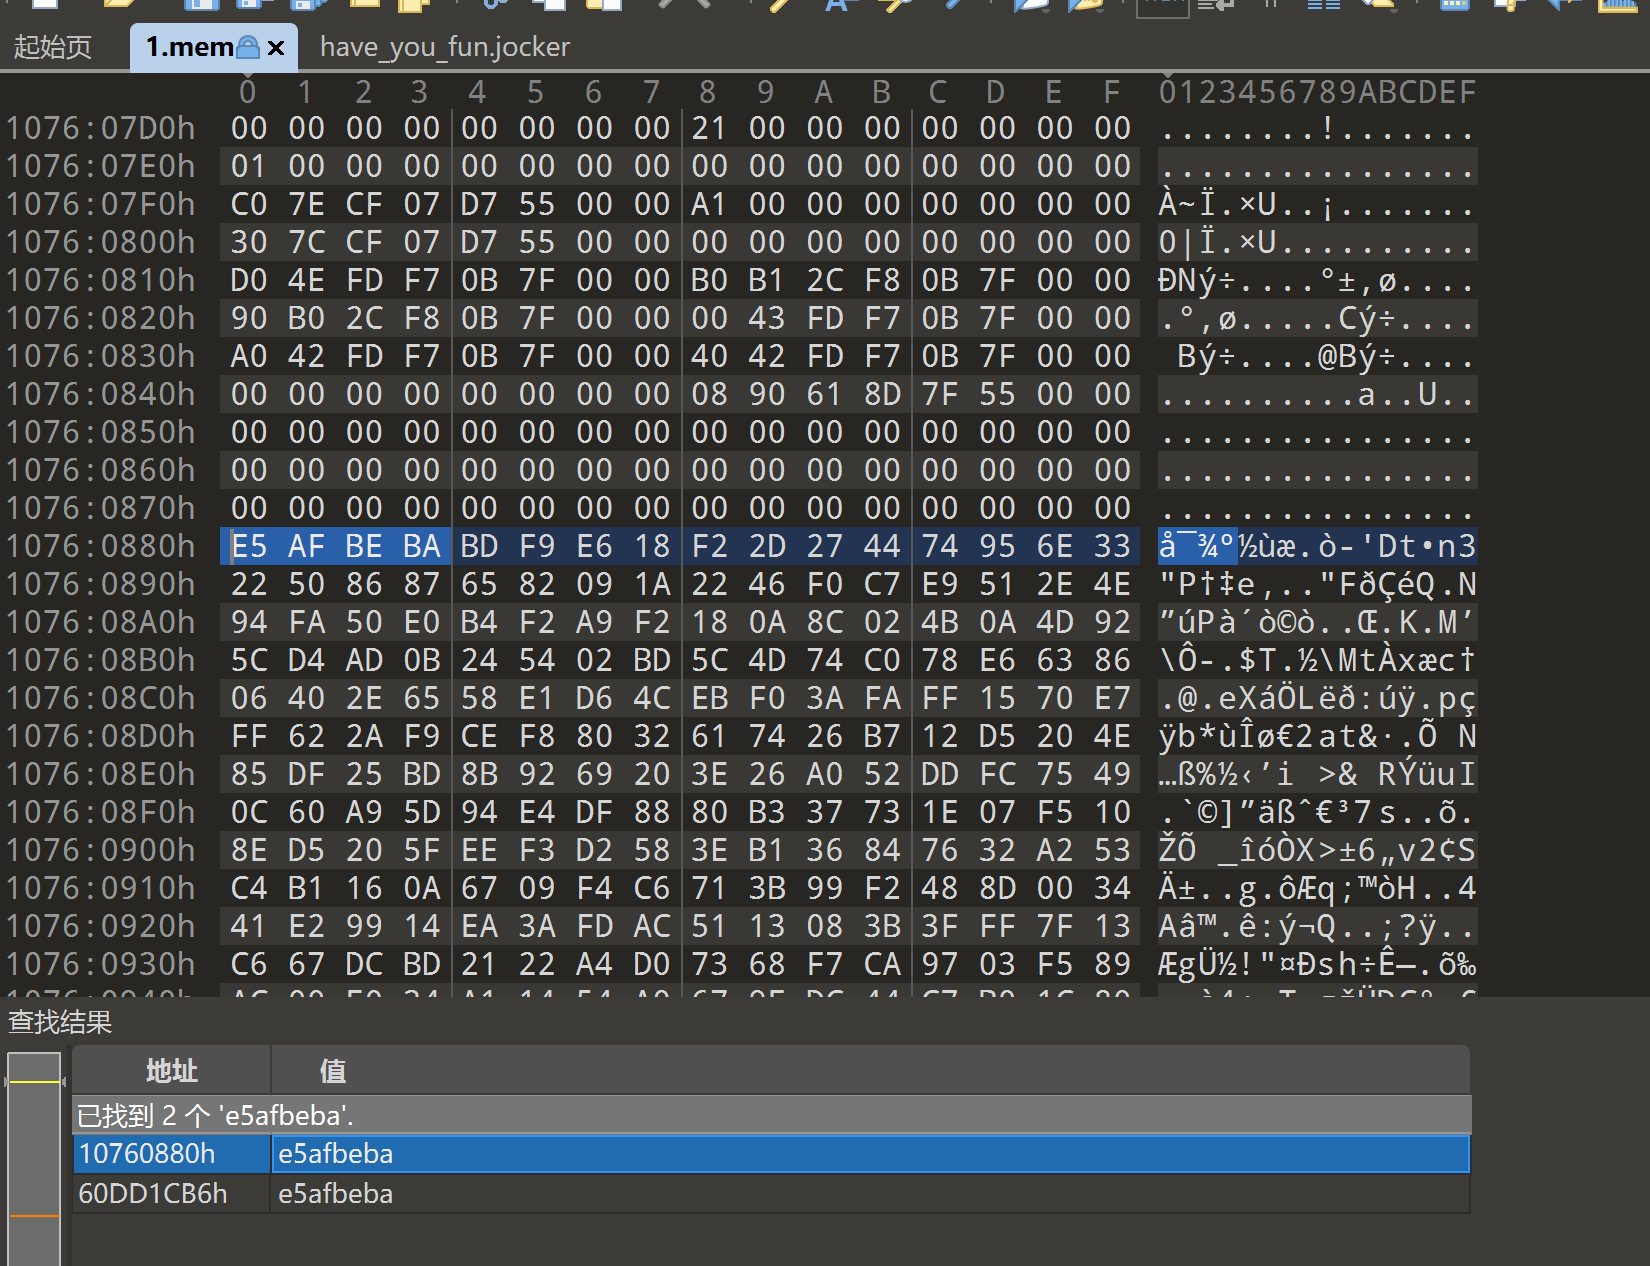 起始页 1.mem have_you_fun.jocker
0 1 2 3 4 5 6 7 8 9 A B C D E F 0123456789ABCDEF
1076:07D0h 00 00 00 00 00 00 00 00 21 00 00 00 00 00 00 00 ........!.......
1076:07E0h 01 00 00 00 00 00 00 00 00 00 00 00 00 00 00 00 ................
1076:07F0h C0 7E CF 07 D7 55 00 00 A1 00 00 00 00 00 00 00 À~Ï.×U..¡.......
1076:0800h 30 7C CF 07 D7 55 00 00 00 00 00 00 00 00 00 00 0|Ï.×U..........
1076:0810h D0 4E FD F7 0B 7F 00 00 B0 B1 2C F8 0B 7F 00 00 ÐNý÷....°±,ø....
1076:0820h 90 B0 2C F8 0B 7F 00 00 00 43 FD F7 0B 7F 00 00 .°,ø.....Cý÷....
1076:0830h A0 42 FD F7 0B 7F 00 00 40 42 FD F7 0B 7F 00 00  Bý÷....@Bý÷....
1076:0840h 00 00 00 00 00 00 00 00 08 90 61 8D 7F 55 00 00 ..........a..U..
1076:0850h 00 00 00 00 00 00 00 00 00 00 00 00 00 00 00 00 ................
1076:0860h 00 00 00 00 00 00 00 00 00 00 00 00 00 00 00 00 ................
1076:0870h 00 00 00 00 00 00 00 00 00 00 00 00 00 00 00 00 ................
1076:0880h E5 AF BE BA BD F9 E6 18 F2 2D 27 44 74 95 6E 33 å¯¾º½ùæ.ò-'Dt•n3
1076:0890h 22 50 86 87 65 82 09 1A 22 46 F0 C7 E9 51 2E 4E "P†‡e‚.."FðÇéQ.N
1076:08A0h 94 FA 50 E0 B4 F2 A9 F2 18 0A 8C 02 4B 0A 4D 92 ”úPà´ò©ò..Œ.K.M’
1076:08B0h 5C D4 AD 0B 24 54 02 BD 5C 4D 74 C0 78 E6 63 86 \Ô-.$T.½\MtÀxæc†
1076:08C0h 06 40 2E 65 58 E1 D6 4C EB F0 3A FA FF 15 70 E7 .@.eXáÖLëð:úÿ.pç
1076:08D0h FF 62 2A F9 CE F8 80 32 61 74 26 B7 12 D5 20 4E ÿb*ùÎø€2at&·.Õ N
1076:08E0h 85 DF 25 BD 8B 92 69 20 3E 26 A0 52 DD FC 75 49 …ß%½‹’i >& RÝüuI
1076:08F0h 0C 60 A9 5D 94 E4 DF 88 80 B3 37 73 1E 07 F5 10 .`©]”äßˆ€³7s..õ.
1076:0900h 8E D5 20 5F EE F3 D2 58 3E B1 36 84 76 32 A2 53 ŽÕ _îóÒX>±6„v2¢S
1076:0910h C4 B1 16 0A 67 09 F4 C6 71 3B 99 F2 48 8D 00 34 Ä±..g.ôÆq;™òH..4
1076:0920h 41 E2 99 14 EA 3A FD AC 51 13 08 3B 3F FF 7F 13 Aâ™.ê:ý¬Q..;?ÿ..
1076:0930h C6 67 DC BD 21 22 A4 D0 73 68 F7 CA 97 03 F5 89 ÆgÜ½!"¤Ðsh÷Ê—.õ‰
查找结果
地址 值
已找到 2 个 'e5afbeba'.
10760880h e5afbeba
60DD1CB6h e5afbeba